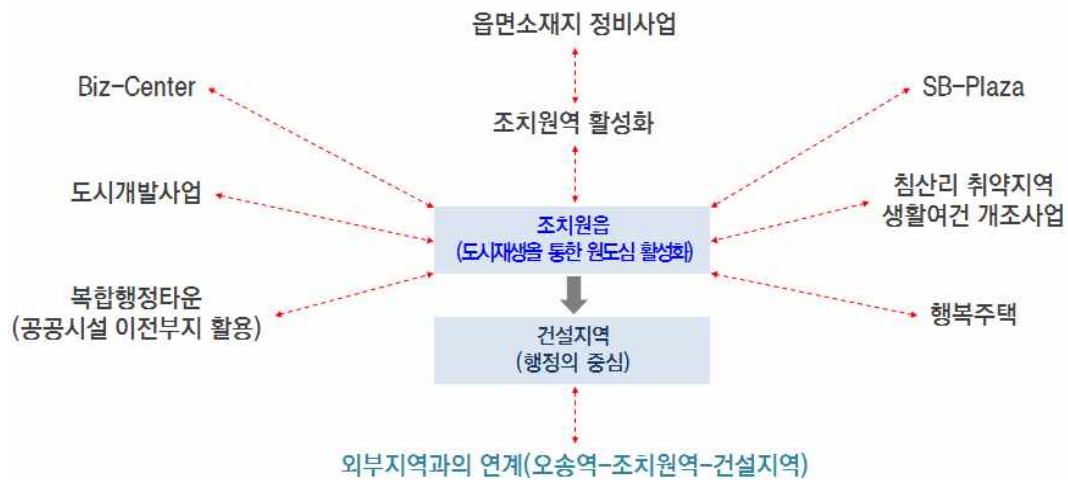 읍면소재지 정비사업
Biz-Center
SB-Plaza
조치원역 활성화
도시개발사업
침산리 취약지역
생활여건 개조사업
조치원읍
(도시재생을 통한 원도심 활성화)
복합행정타운
(공공시설 이전부지 활용)
행복주택
건설지역
(행정의 중심)
외부지역과의 연계(오송역-조치원역-건설지역)